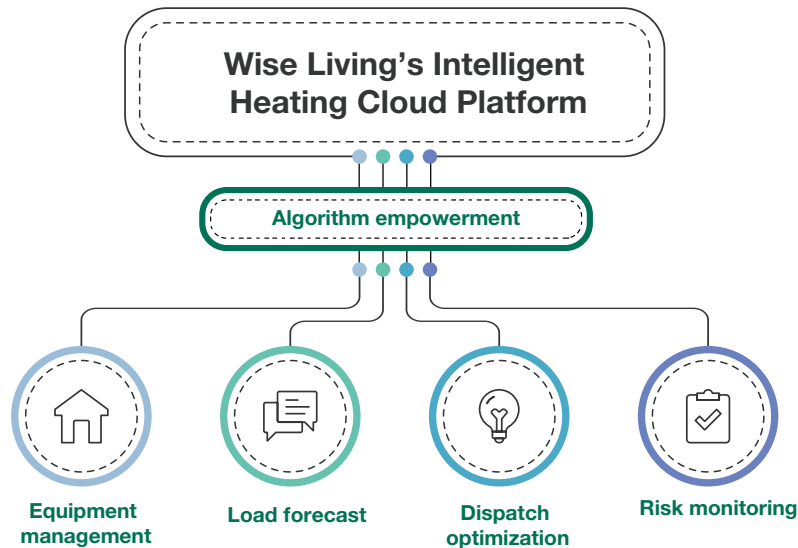 Wise Living's Intelligent
Heating Cloud Platform
Algorithm empowerment
Equipment
management
Load forecast
Dispatch
optimization
Risk monitoring